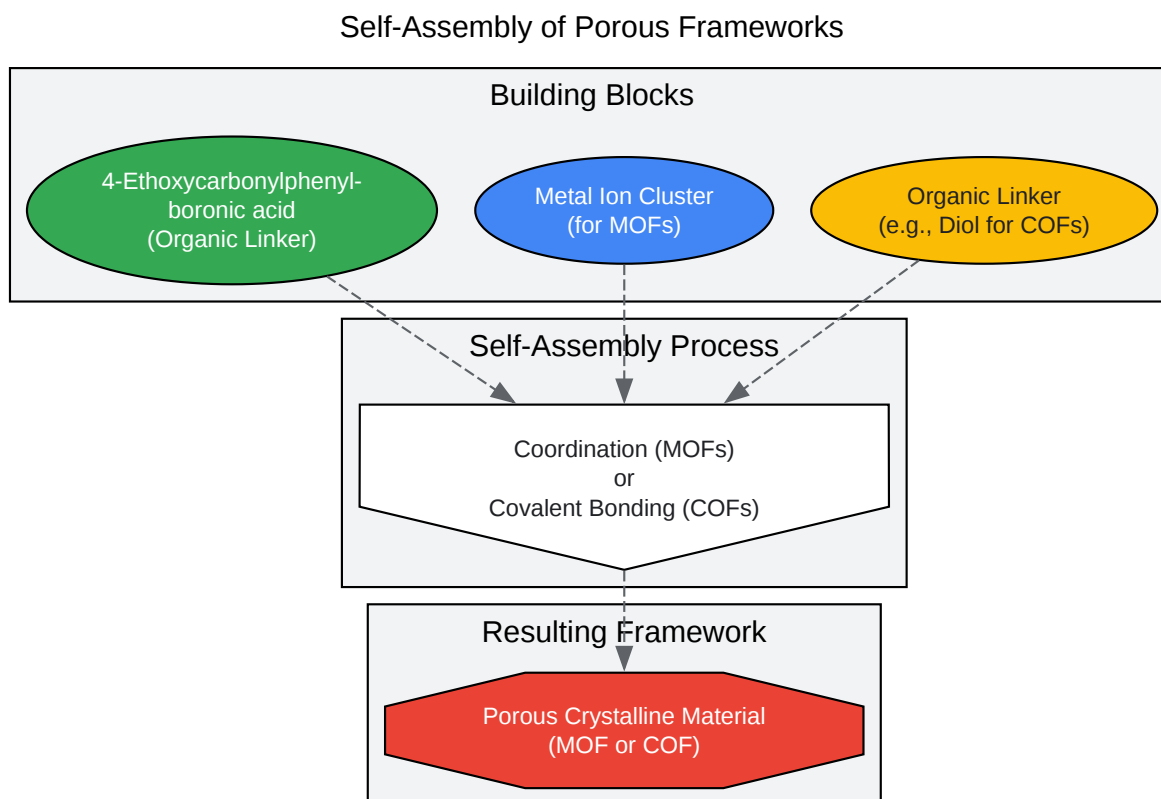 Self-Assembly of Porous Frameworks
Building Blocks
4-Ethoxycarbonylphenyl-
boronic acid
(Organic Linker)
Metal Ion Cluster
(for MOFs)
Organic Linker
(e.g., Diol for COFs)
Self-Assembly Process
Coordination (MOFs)
or
Covalent Bonding (COFs)
Resulting Framework
Porous Crystalline Material
(MOF or COF)